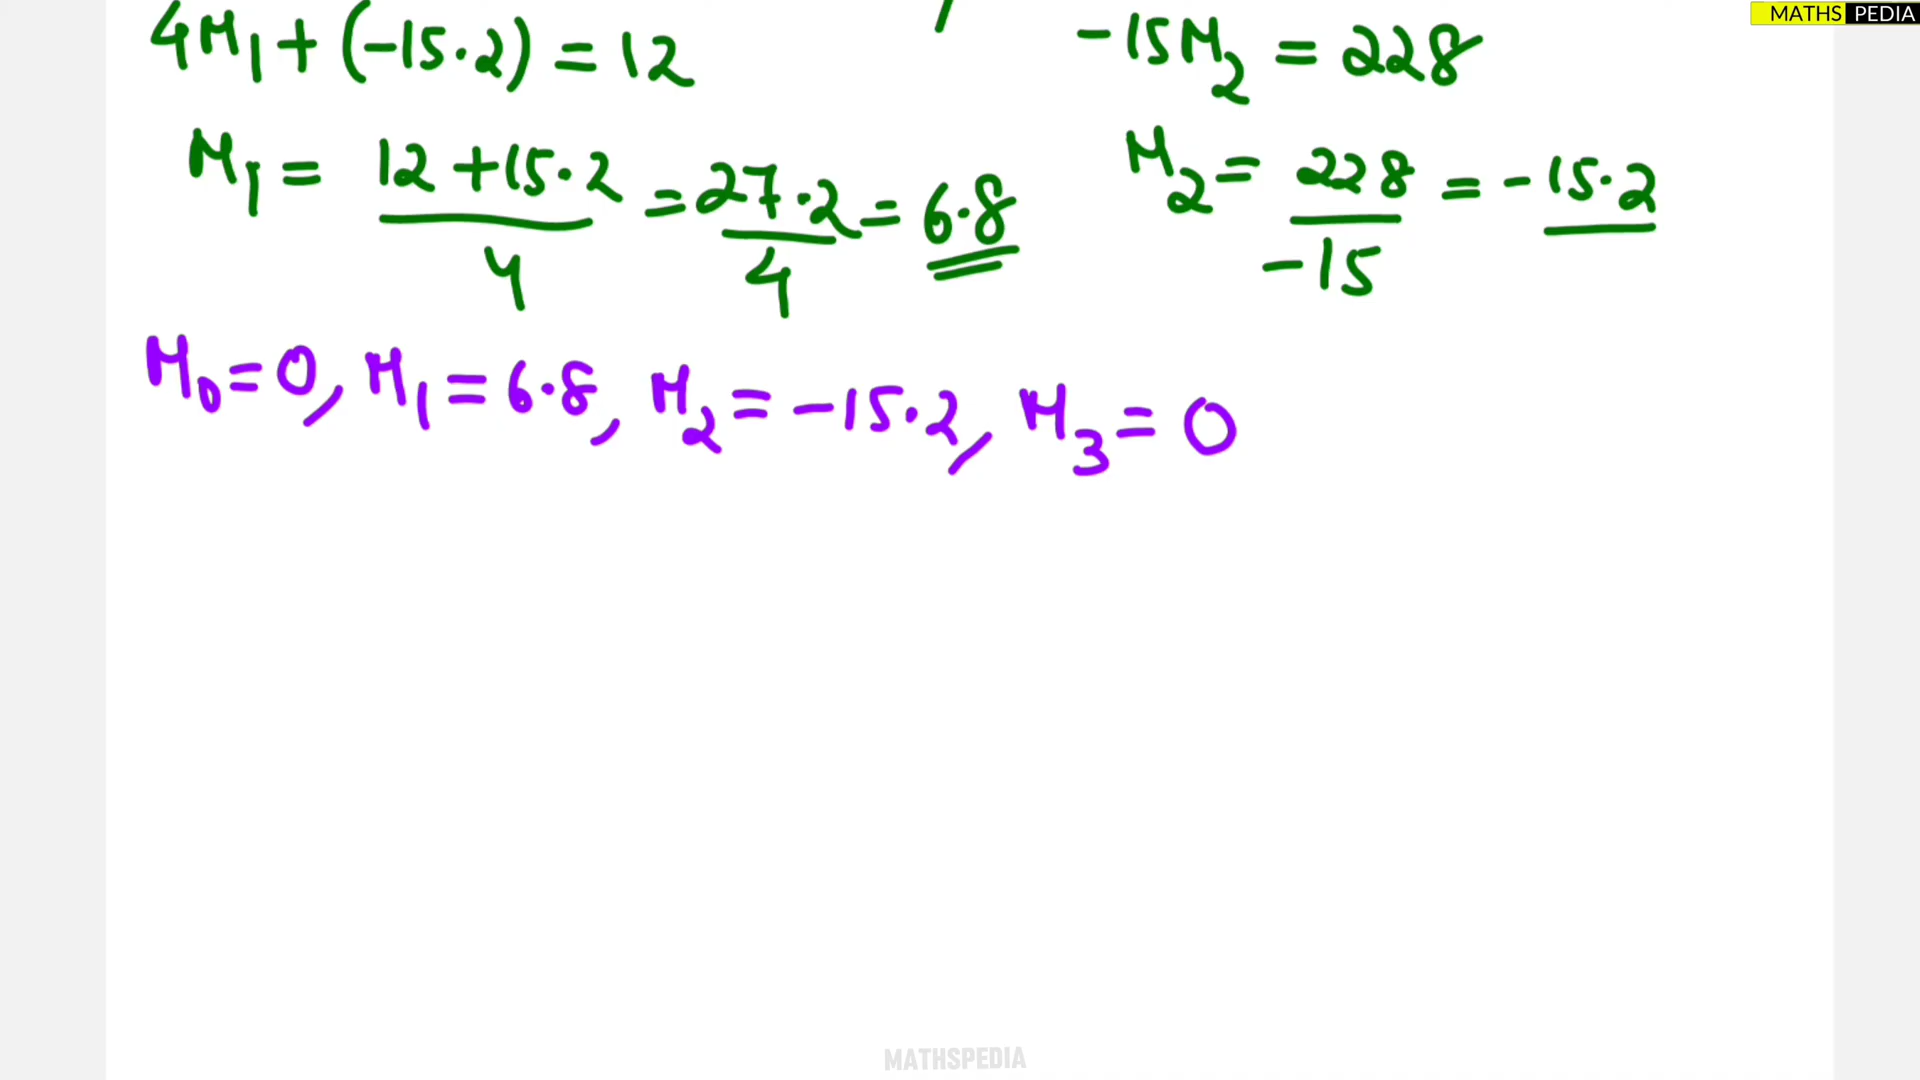 MATHS PEDIA
4M₁ + (-15.2) = 12
-15M₂ = 228
M₁ = 12 + 15.2 / 4 = 27.2 / 4 = 6.8
M₂ = 228 / -15 = -15.2
M₀ = 0, M₁ = 6.8, M₂ = -15.2, M₃ = 0
MATHSPEDIA